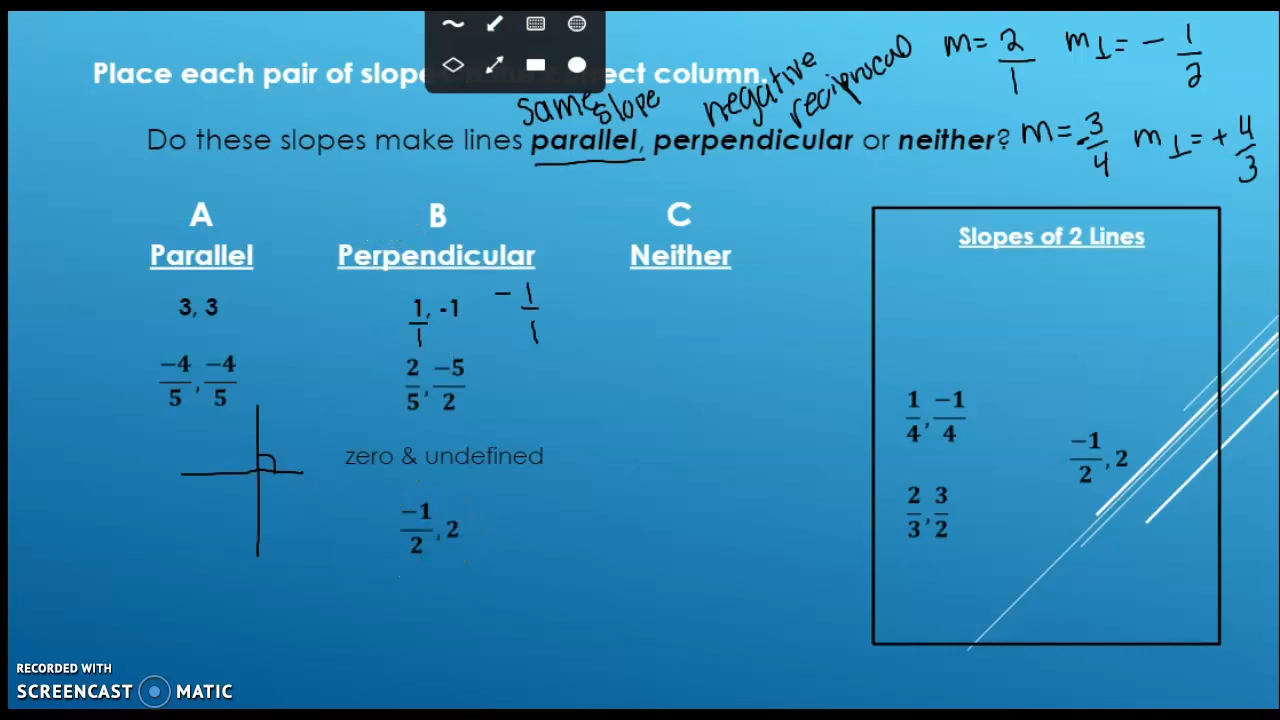 Place each pair of slope ct column.
same slope
negative reciprocal
m = 2/1 m⊥ = - 1/2
Do these slopes make lines parallel, perpendicular or neither?
m = -3/4 m⊥ = + 4/3
A B C
Parallel Perpendicular Neither
3, 3
1/1, -1 - 1/1
−4/5, −4/5
2/5, −5/2
zero & undefined
−1/2, 2
Slopes of 2 Lines
1/4, −1/4
−1/2, 2
2/3, 3/2
RECORDED WITH
SCREENCAST MATIC